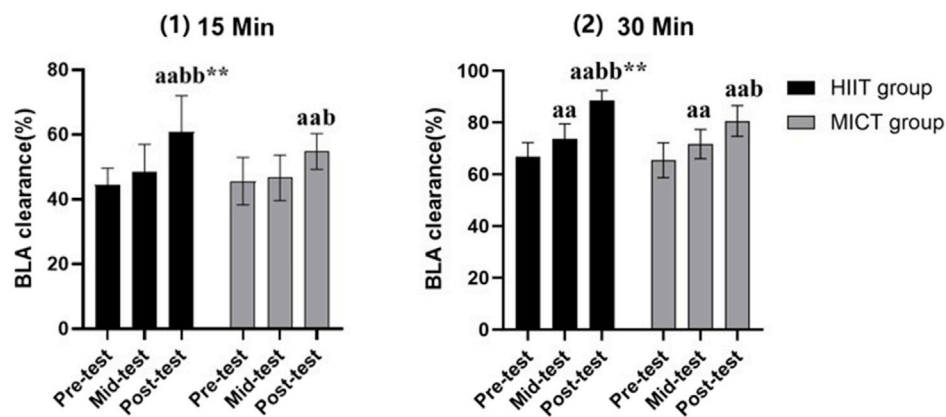 (1) 15 Min
BLA clearance(%)
80
60
40
20
0
aabb**
aab
Pre-test
Mid-test
Post-test
Pre-test
Mid-test
Post-test
(2) 30 Min
BLA clearance(%)
100
80
60
40
20
0
aa
aabb**
aa
aab
Pre-test
Mid-test
Post-test
Pre-test
Mid-test
Post-test
HIIT group
MICT group